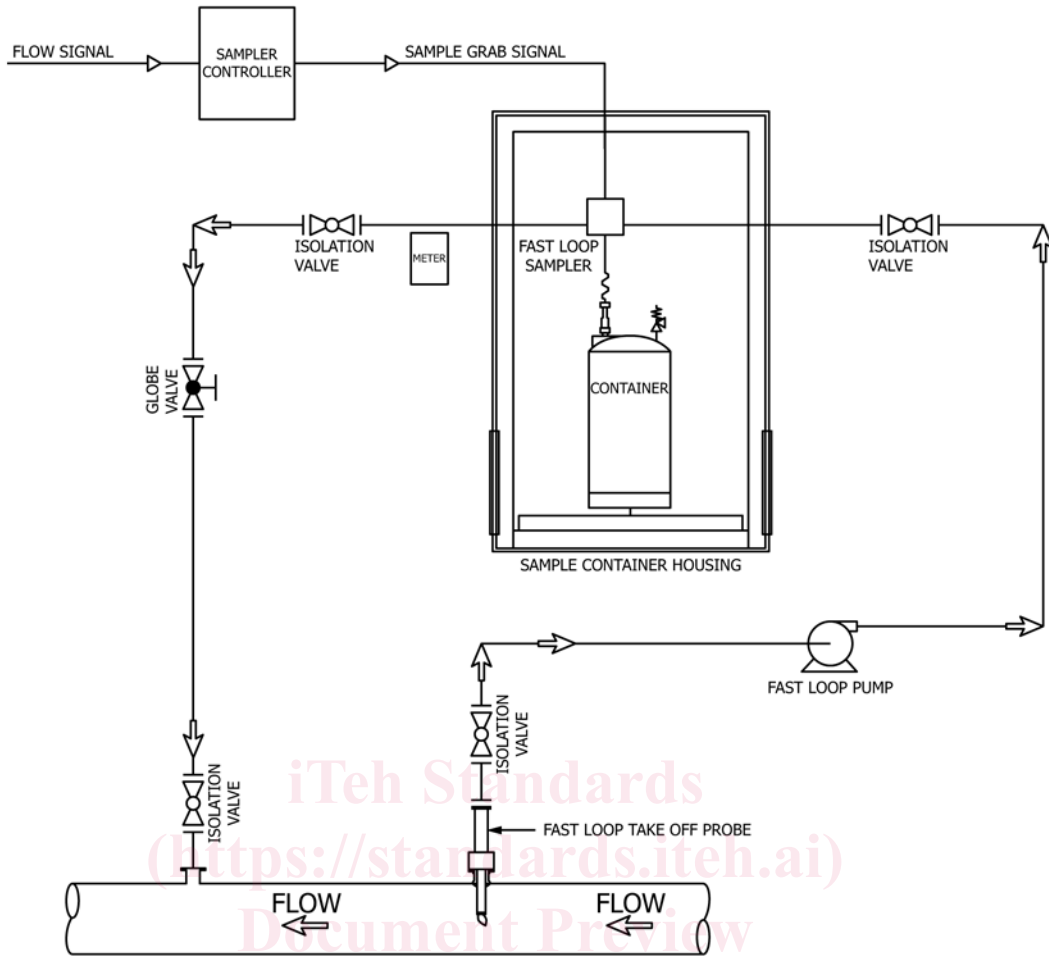 FLOW SIGNAL
SAMPLER
CONTROLLER
SAMPLE GRAB SIGNAL
ISOLATION
VALVE
METER
FAST LOOP
SAMPLER
ISOLATION
VALVE
GLOBE
VALVE
CONTAINER
SAMPLE CONTAINER HOUSING
FAST LOOP PUMP
ISOLATION
VALVE
ISOLATION
VALVE
FAST LOOP TAKE OFF PROBE
FLOW
FLOW
iTeh Standards
(https://standards.iteh.ai)
Document Preview